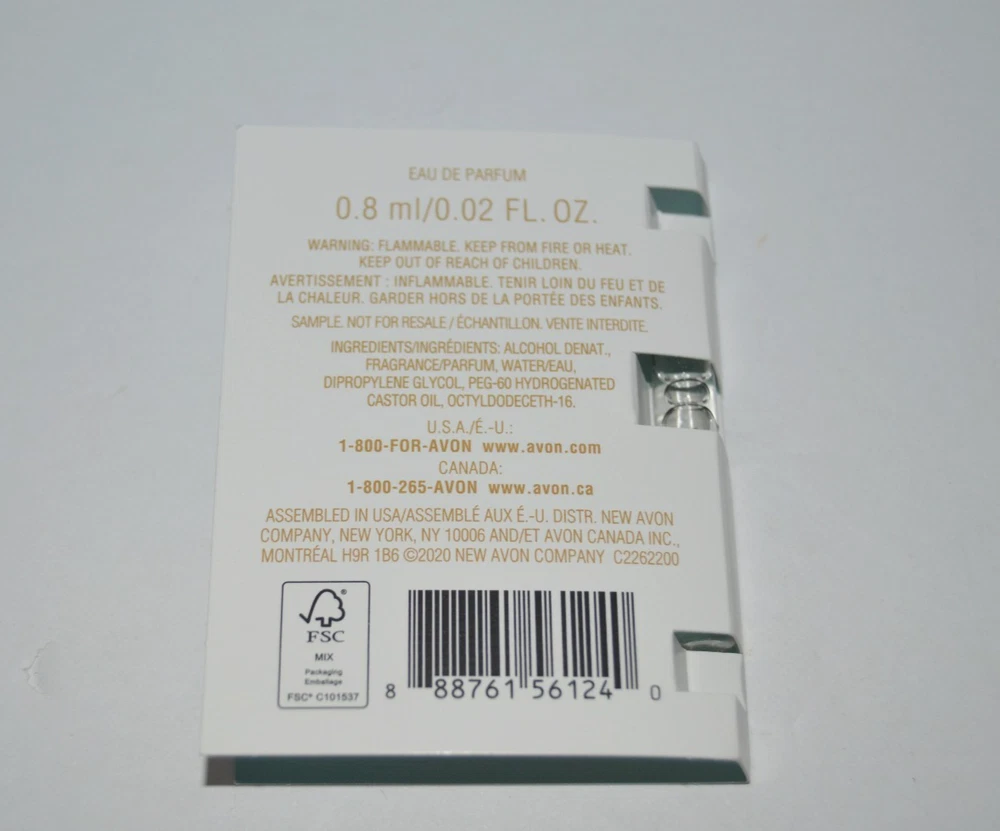 EAU DE PARFUM
0.8 ml/0.02 FL. OZ.
WARNING: FLAMMABLE. KEEP FROM FIRE OR HEAT.
KEEP OUT OF REACH OF CHILDREN.
AVERTISSEMENT : INFLAMMABLE. TENIR LOIN DU FEU ET DE
LA CHALEUR. GARDER HORS DE LA PORTÉE DES ENFANTS.
SAMPLE. NOT FOR RESALE / ÉCHANTILLON. VENTE INTERDITE.
INGREDIENTS/INGRÉDIENTS: ALCOHOL DENAT.,
FRAGRANCE/PARFUM, WATER/EAU,
DIPROPYLENE GLYCOL, PEG-60 HYDROGENATED
CASTOR OIL, OCTYLDODECETH-16.
U.S.A./É.-U.:
1-800-FOR-AVON www.avon.com
CANADA:
1-800-265-AVON www.avon.ca
ASSEMBLED IN USA/ASSEMBLÉ AUX É.-U. DISTR. NEW AVON
COMPANY, NEW YORK, NY 10006 AND/ET AVON CANADA INC.,
MONTRÉAL H9R 1B6 ©2020 NEW AVON COMPANY C2262200
®
FSC
MIX
Packaging
Emballage
FSC® C101537
8 88761 56124 0